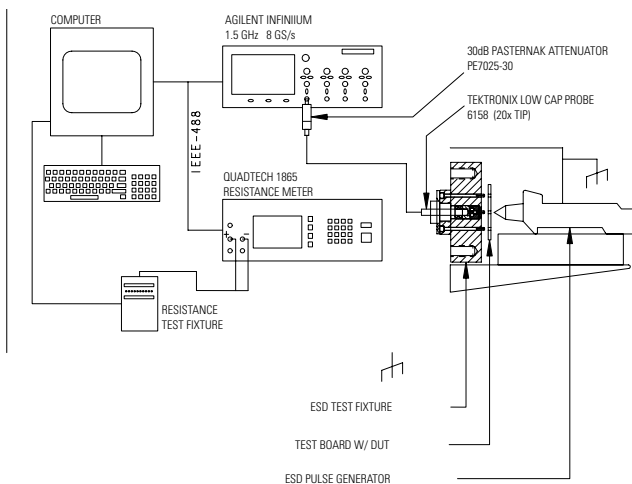 COMPUTER
AGILENT INFINIIUM
1.5 GHz 8 GS/s
30dB PASTERNAK ATTENUATOR
PE7025-30
TEKTRONIX LOW CAP PROBE
6158 (20x TIP)
IEEE-488
QUADTECH 1865
RESISTANCE METER
+ –
RESISTANCE
TEST FIXTURE
ESD TEST FIXTURE
TEST BOARD W/ DUT
ESD PULSE GENERATOR